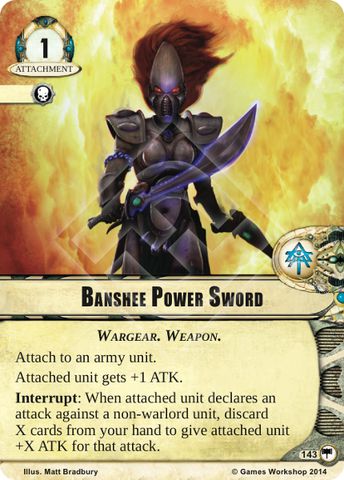 1
ATTACHMENT
BANSHEE POWER SWORD
WARGEAR. WEAPON.
Attach to an army unit.
Attached unit gets +1 ATK.
Interrupt: When attached unit declares an
attack against a non-warlord unit, discard
X cards from your hand to give attached unit
+X ATK for that attack.
143
Illus. Matt Bradbury © Games Workshop 2014